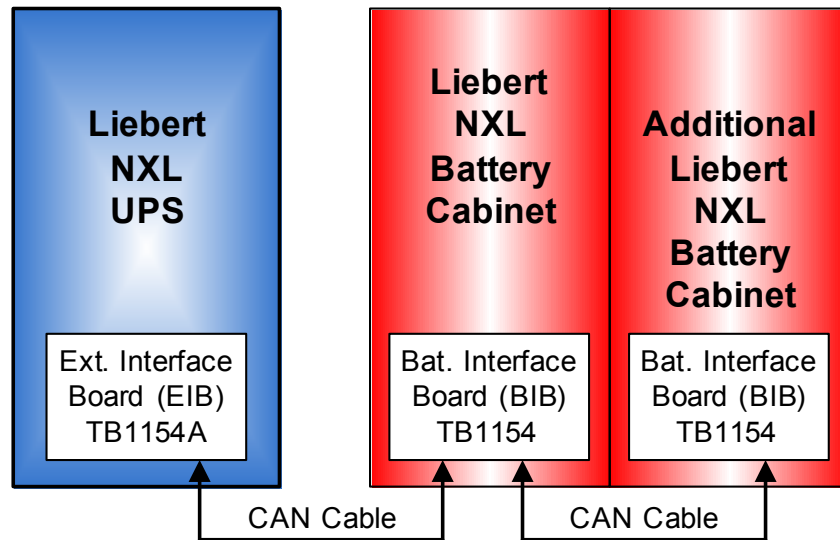 Liebert
NXL
UPS
Ext. Interface
Board (EIB)
TB1154A
Liebert
NXL
Battery
Cabinet
Bat. Interface
Board (BIB)
TB1154
Additional
Liebert
NXL
Battery
Cabinet
Bat. Interface
Board (BIB)
TB1154
CAN Cable
CAN Cable